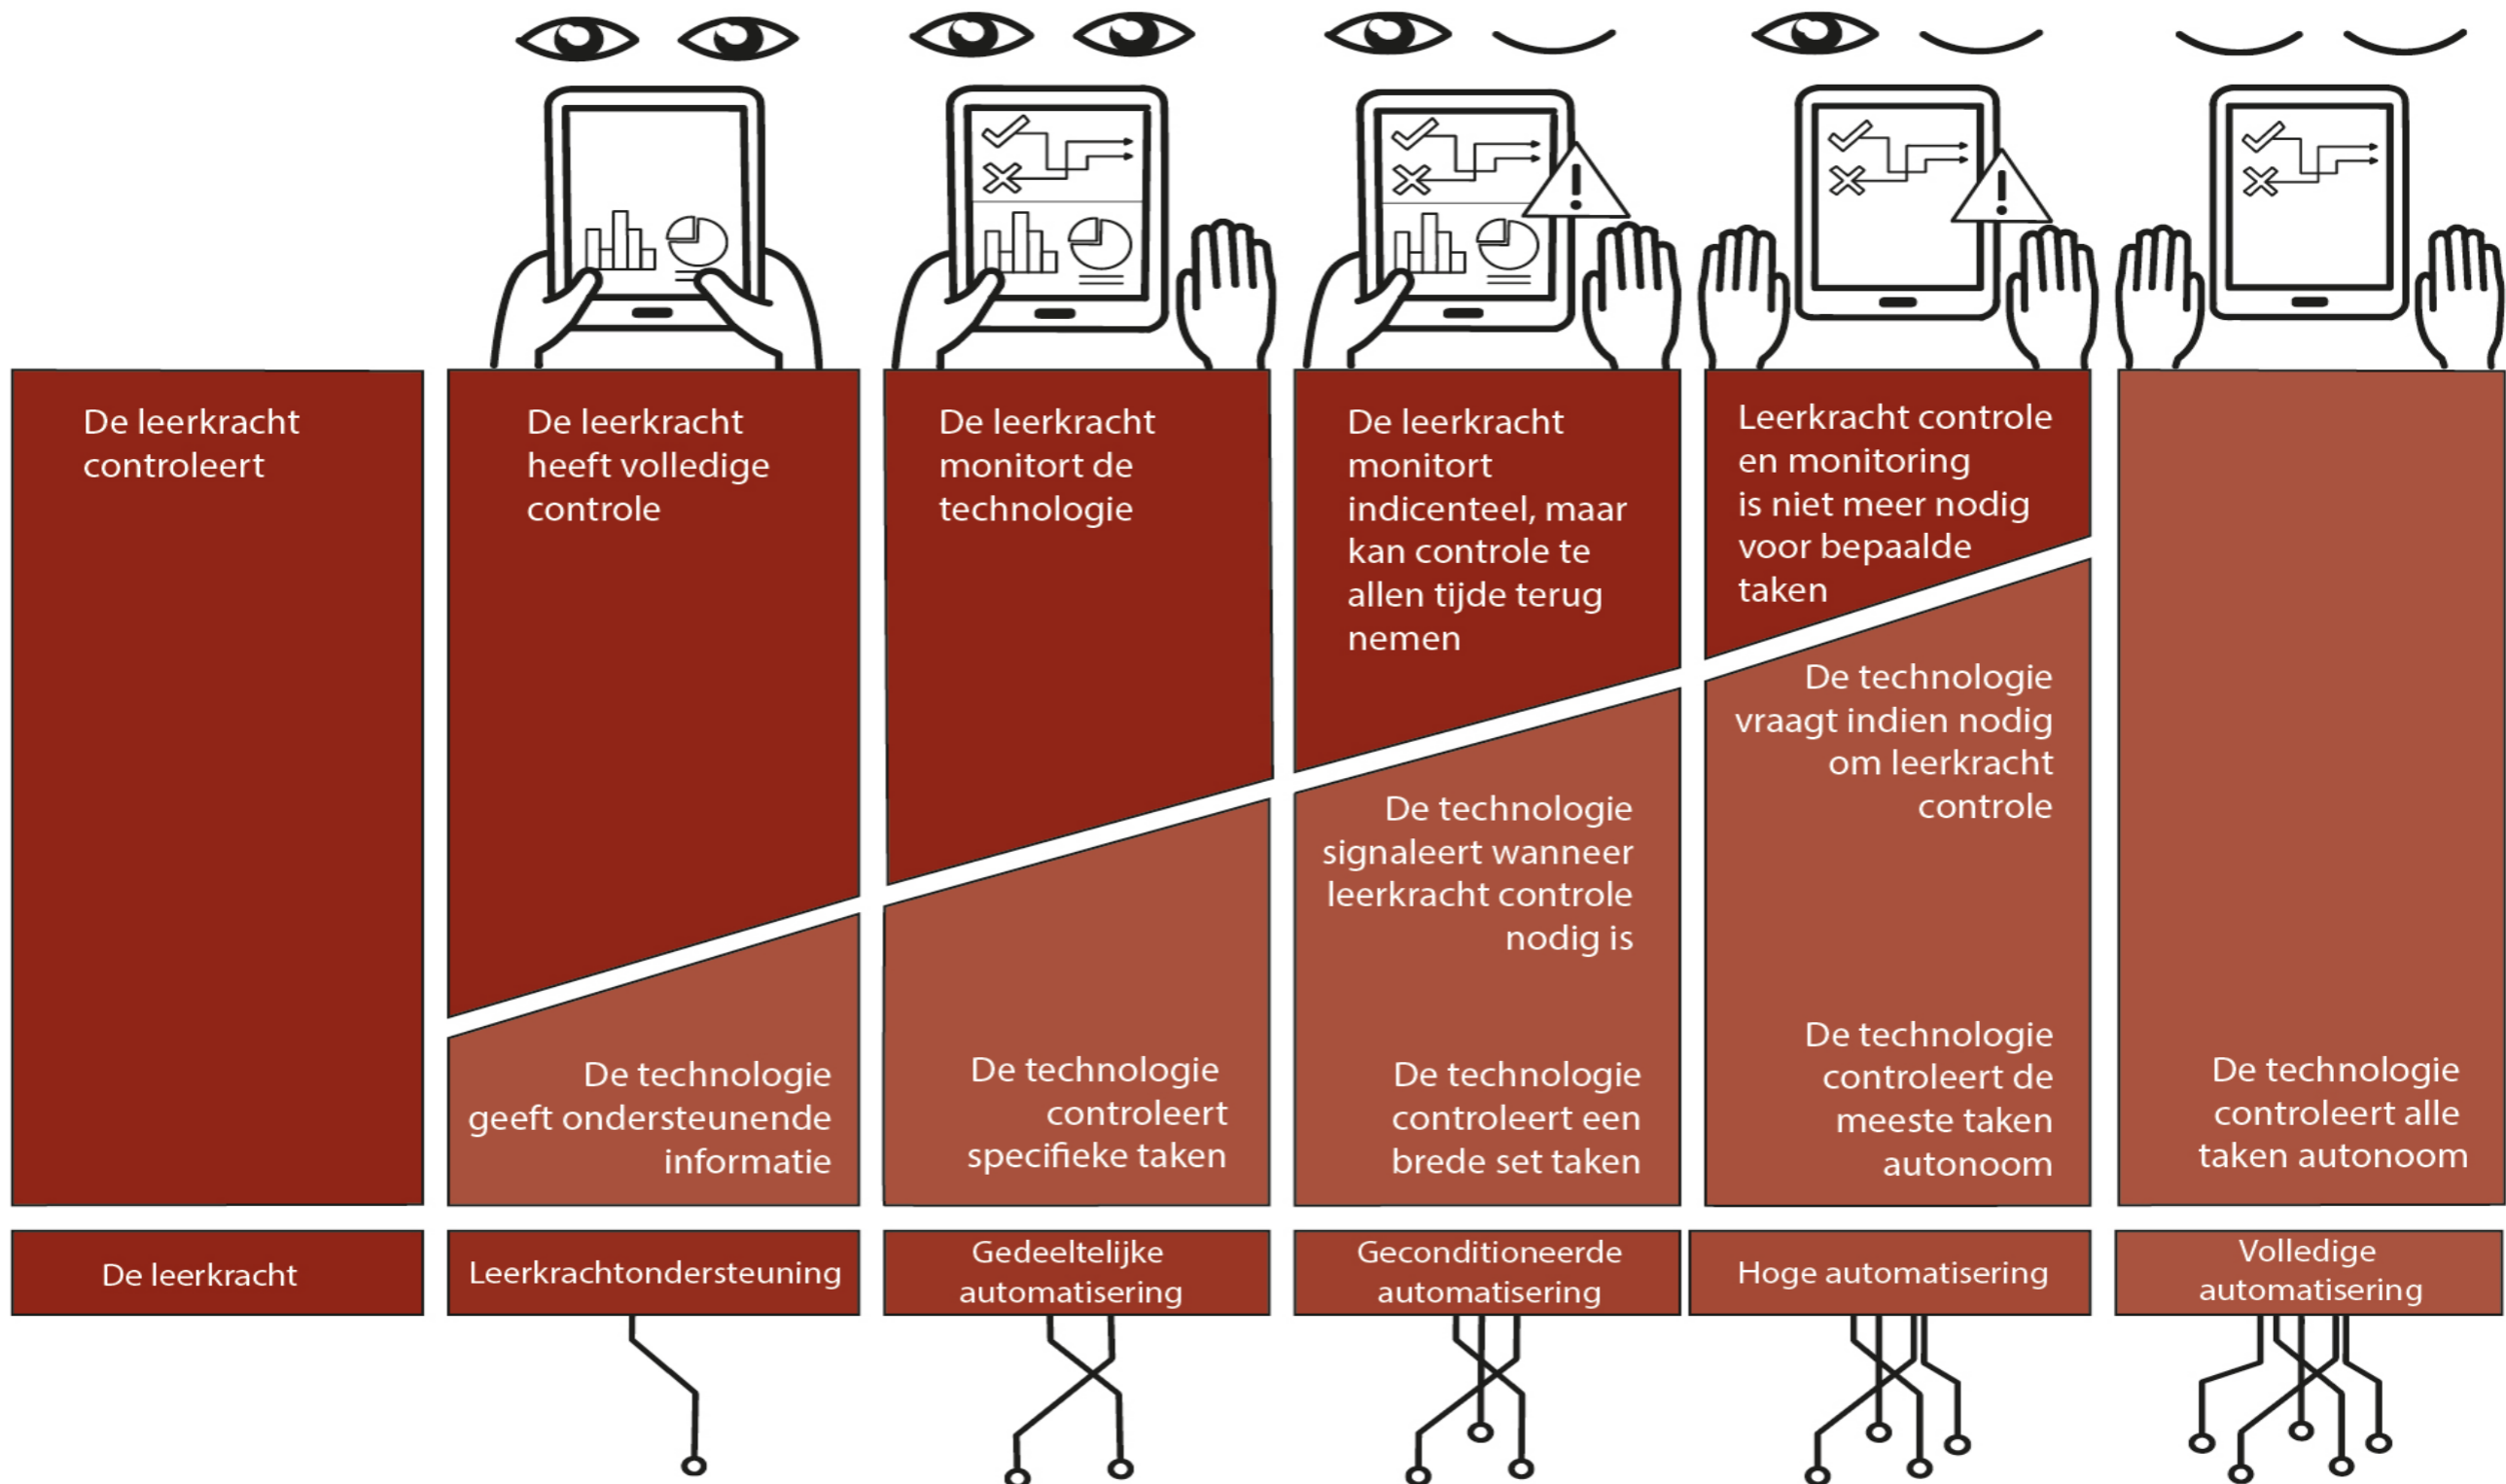 De leerkracht
controleert
De leerkracht
heeft volledige
controle
De technologie
geeft ondersteunende
informatie
De leerkracht
monitort de
technologie
De technologie
controleert
specifieke taken
De leerkracht
monitort
indicenteel, maar
kan controle te
allen tijde terug
nemen
De technologie
signaleert wanneer
leerkracht controle
nodig is
De technologie
controleert een
brede set taken
Leerkracht controle
en monitoring
is niet meer nodig
voor bepaalde
taken
De technologie
vraagt indien nodig
om leerkracht
controle
De technologie
controleert de
meeste taken
autonoom
De technologie
controleert alle
taken autonoom
De leerkracht
Leerkrachtondersteuning
Gedeeltelijke
automatisering
Geconditioneerde
automatisering
Hoge automatisering
Volledige
automatisering